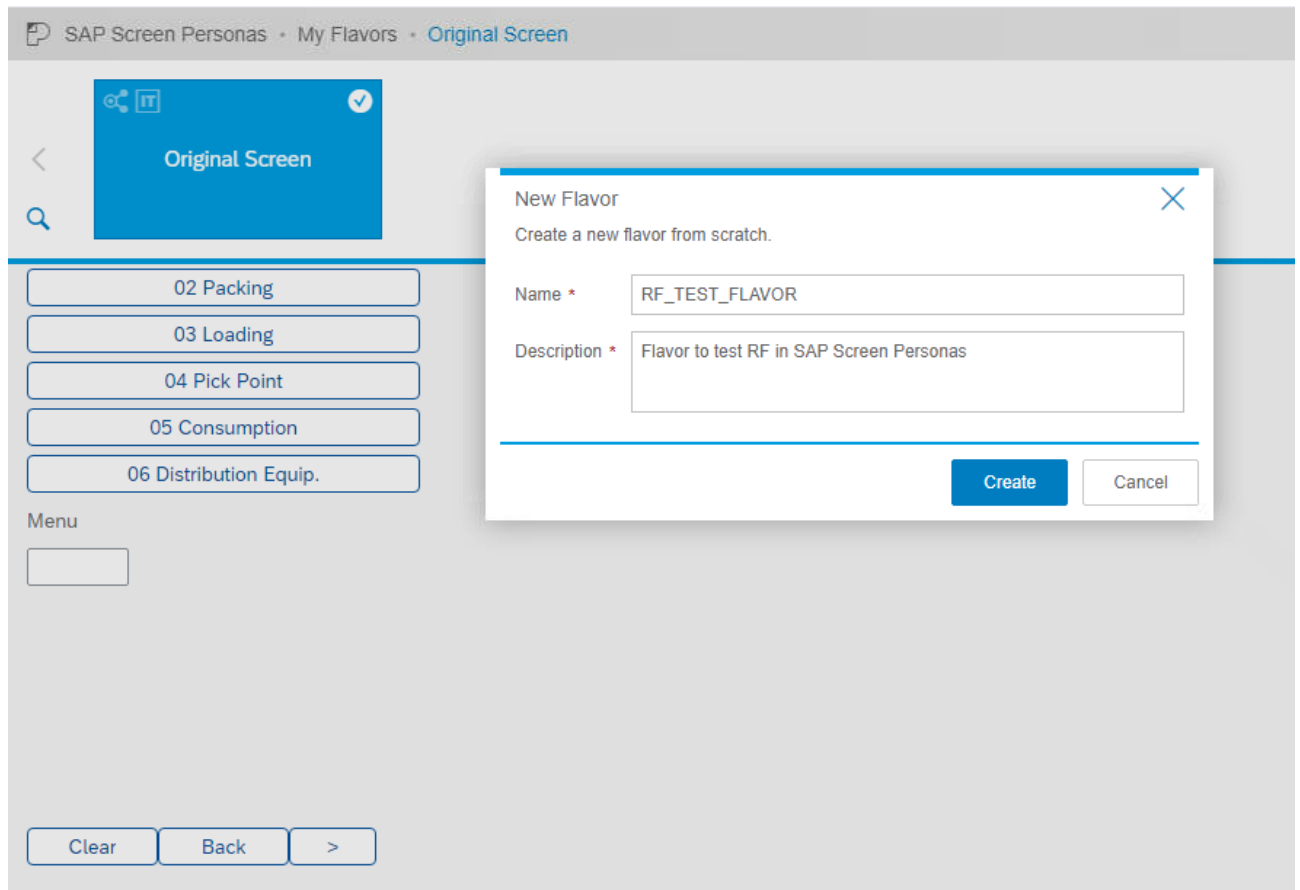 SAP Screen Personas • My Flavors • Original Screen
IT
Original Screen
New Flavor
Create a new flavor from scratch.
Name * RF_TEST_FLAVOR
Description * Flavor to test RF in SAP Screen Personas
Create Cancel
02 Packing
03 Loading
04 Pick Point
05 Consumption
06 Distribution Equip.
Menu
Clear Back >